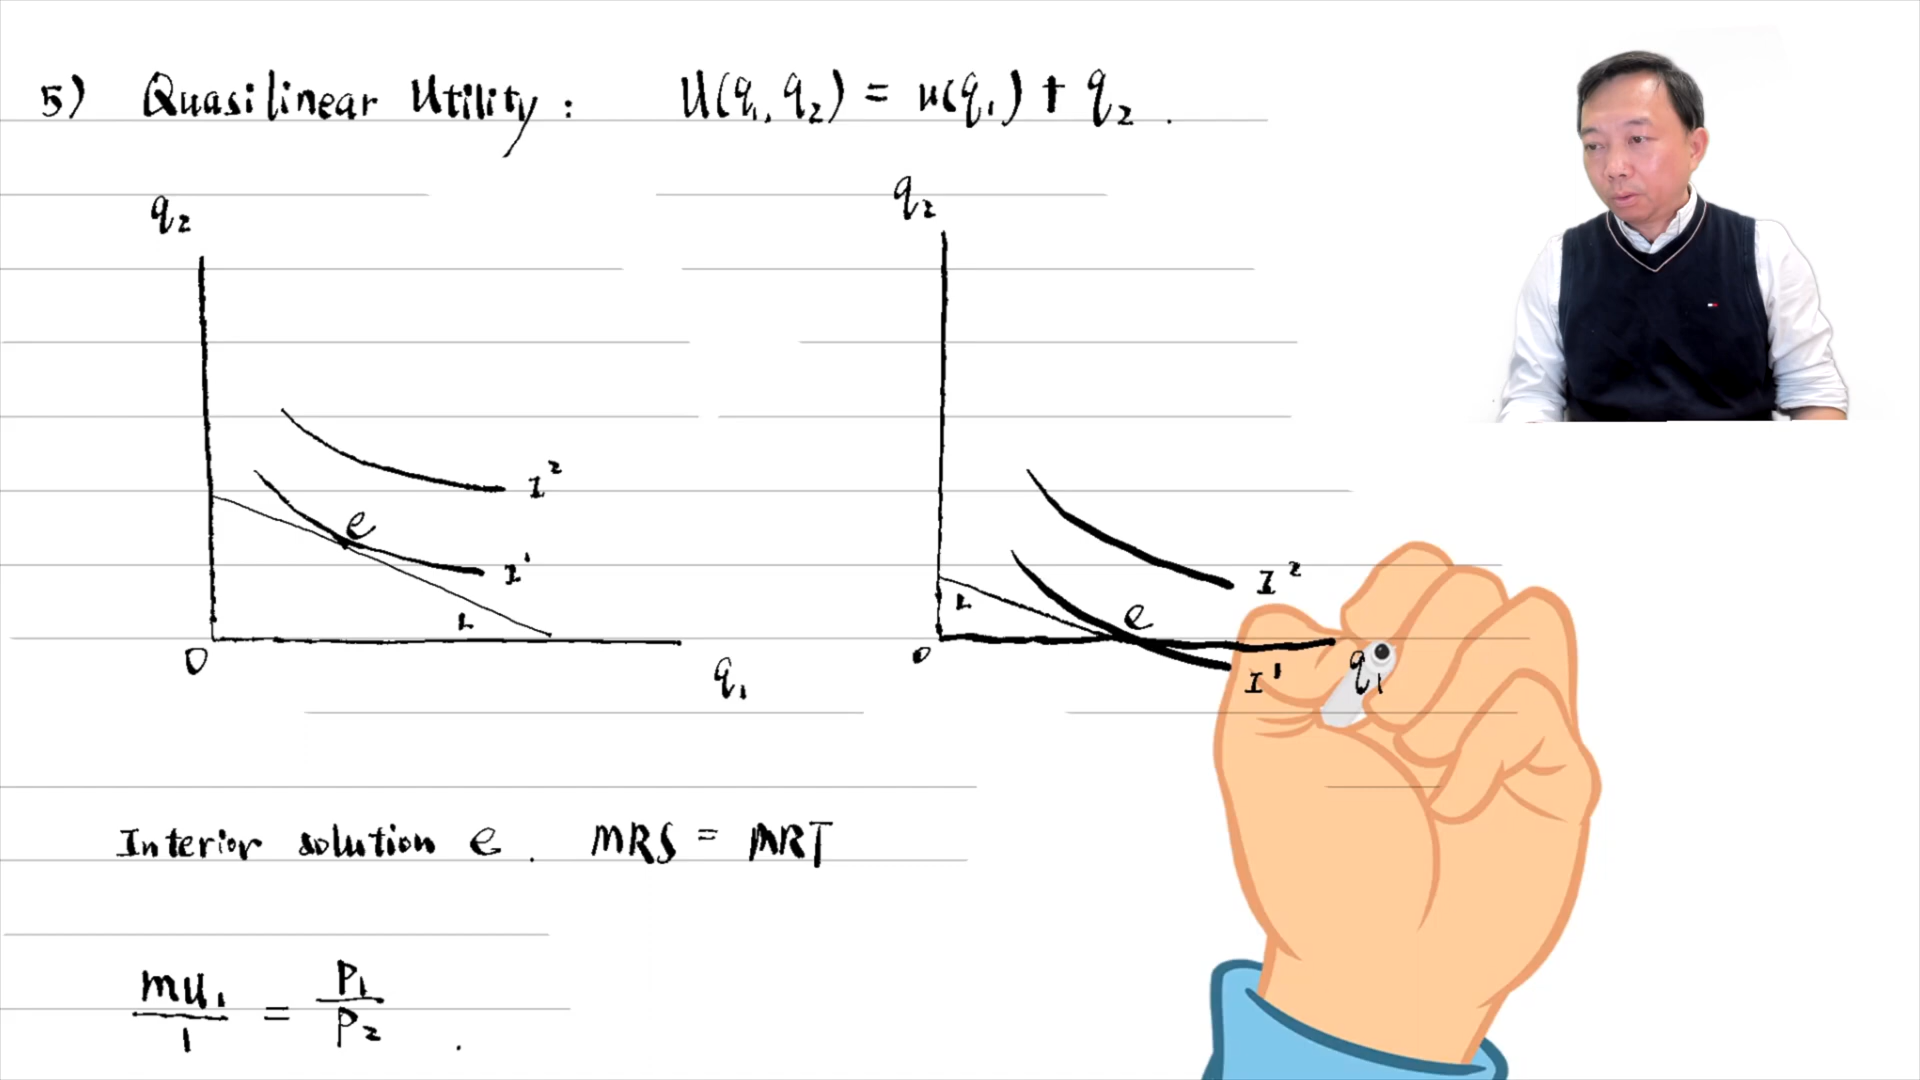 5) Quasilinear Utility: U(q₁, q₂) = u(q₁) + q₂.
q₂ q₂
I² I²
e e
I¹ I¹
L L
0 q₁ 0 q₁
Interior solution e. MRS = MRT
MU₁/1 = P₁/P₂.